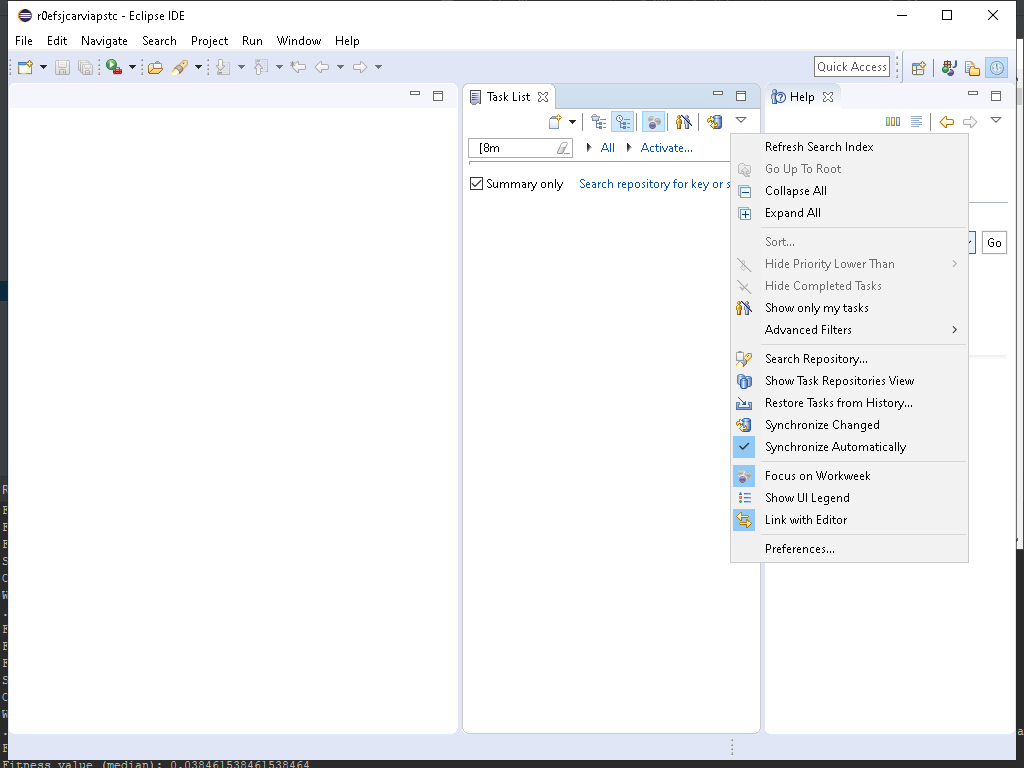 r0efsjcarviapstc - Eclipse IDE
File Edit Navigate Search Project Run Window Help
Quick Access
Task List
Help
[8m
All
Activate...
Summary only
Search repository for key or s
Go
Refresh Search Index
Go Up To Root
Collapse All
Expand All
Sort...
Hide Priority Lower Than
Hide Completed Tasks
Show only my tasks
Advanced Filters
Search Repository...
Show Task Repositories View
Restore Tasks from History...
Synchronize Changed
Synchronize Automatically
Focus on Workweek
Show UI Legend
Link with Editor
Preferences...
Fitness value (median): 0.038461538461538464